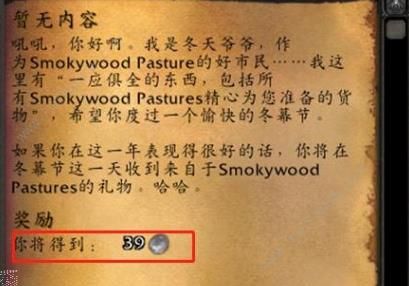 暂无内容
吼吼，你好啊。我是冬天爷爷，作
为Smokywood Pasture的好市民……我这
里有“一应俱全的东西，包括所
有Smokywood Pastures精心为您准备的货
物”，希望你度过一个愉快的冬幕节。
如果你在这一年表现得很好的话，你将在
冬幕节这一天收到来自于Smokywood
Pastures的礼物。哈哈。
奖励
你将得到： 39